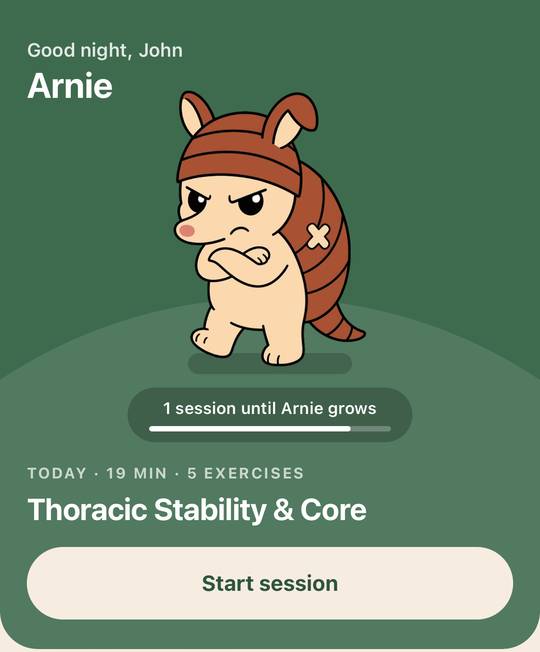 Good night, John
Arnie
1 session until Arnie grows
TODAY · 19 MIN · 5 EXERCISES
Thoracic Stability & Core
Start session